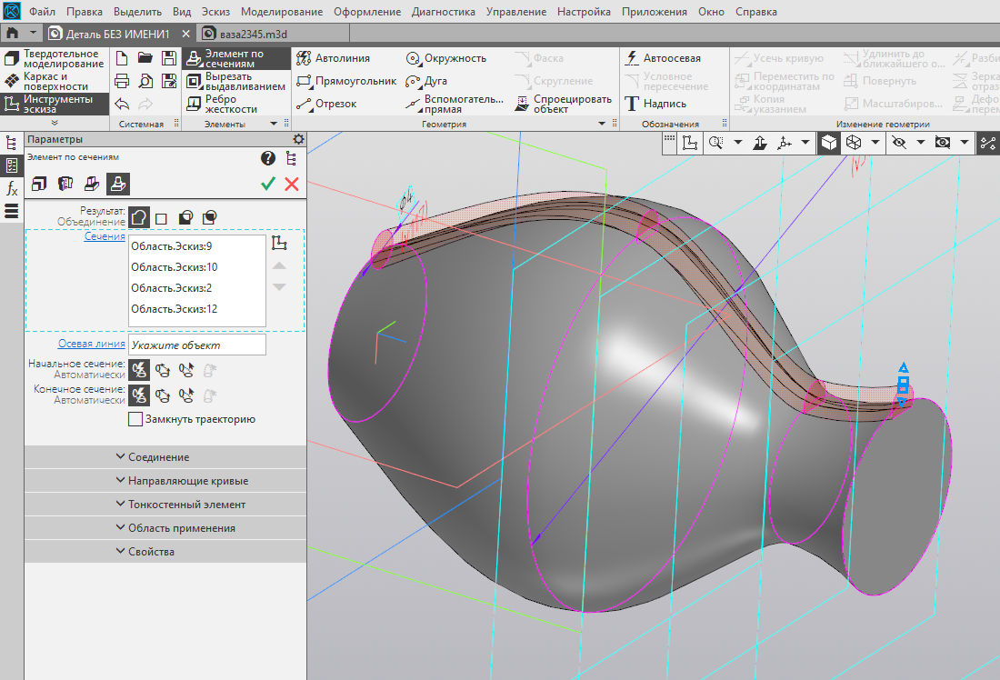 Файл Правка Выделить Вид Эскиз Моделирование Оформление Диагностика Управление Настройка Приложения Окно Справка
Деталь БЕЗ ИМЕНИ1 ваза2345.m3d
Твердотельное
моделирование
Каркас и
поверхности
Инструменты
эскиза
Системная
Элемент по
сечениям
Вырезать
выдавливанием
Ребро
жесткости
Элементы
Автолиния Окружность Фаска
Прямоугольник Дуга Скругление
Отрезок Вспомогатель...
прямая Спроецировать
объект
Геометрия
Автоосевая
Условное
пересечение
Надпись
Обозначения
Усечь кривую Удлинить до
ближайшего о... Разби
Переместить по
координатам Повернуть Зерка
отраз
Копия
указанием Масштабиров... Дефо
перем
Изменение геометрии
Параметры
Элемент по сечениям
Результат:
Объединение
Сечения
Область.Эскиз:9
Область.Эскиз:10
Область.Эскиз:2
Область.Эскиз:12
Осевая линия Укажите объект
Начальное сечение:
Автоматически
Конечное сечение:
Автоматически
Замкнуть траекторию
Соединение
Направляющие кривые
Тонкостенный элемент
Область применения
Свойства